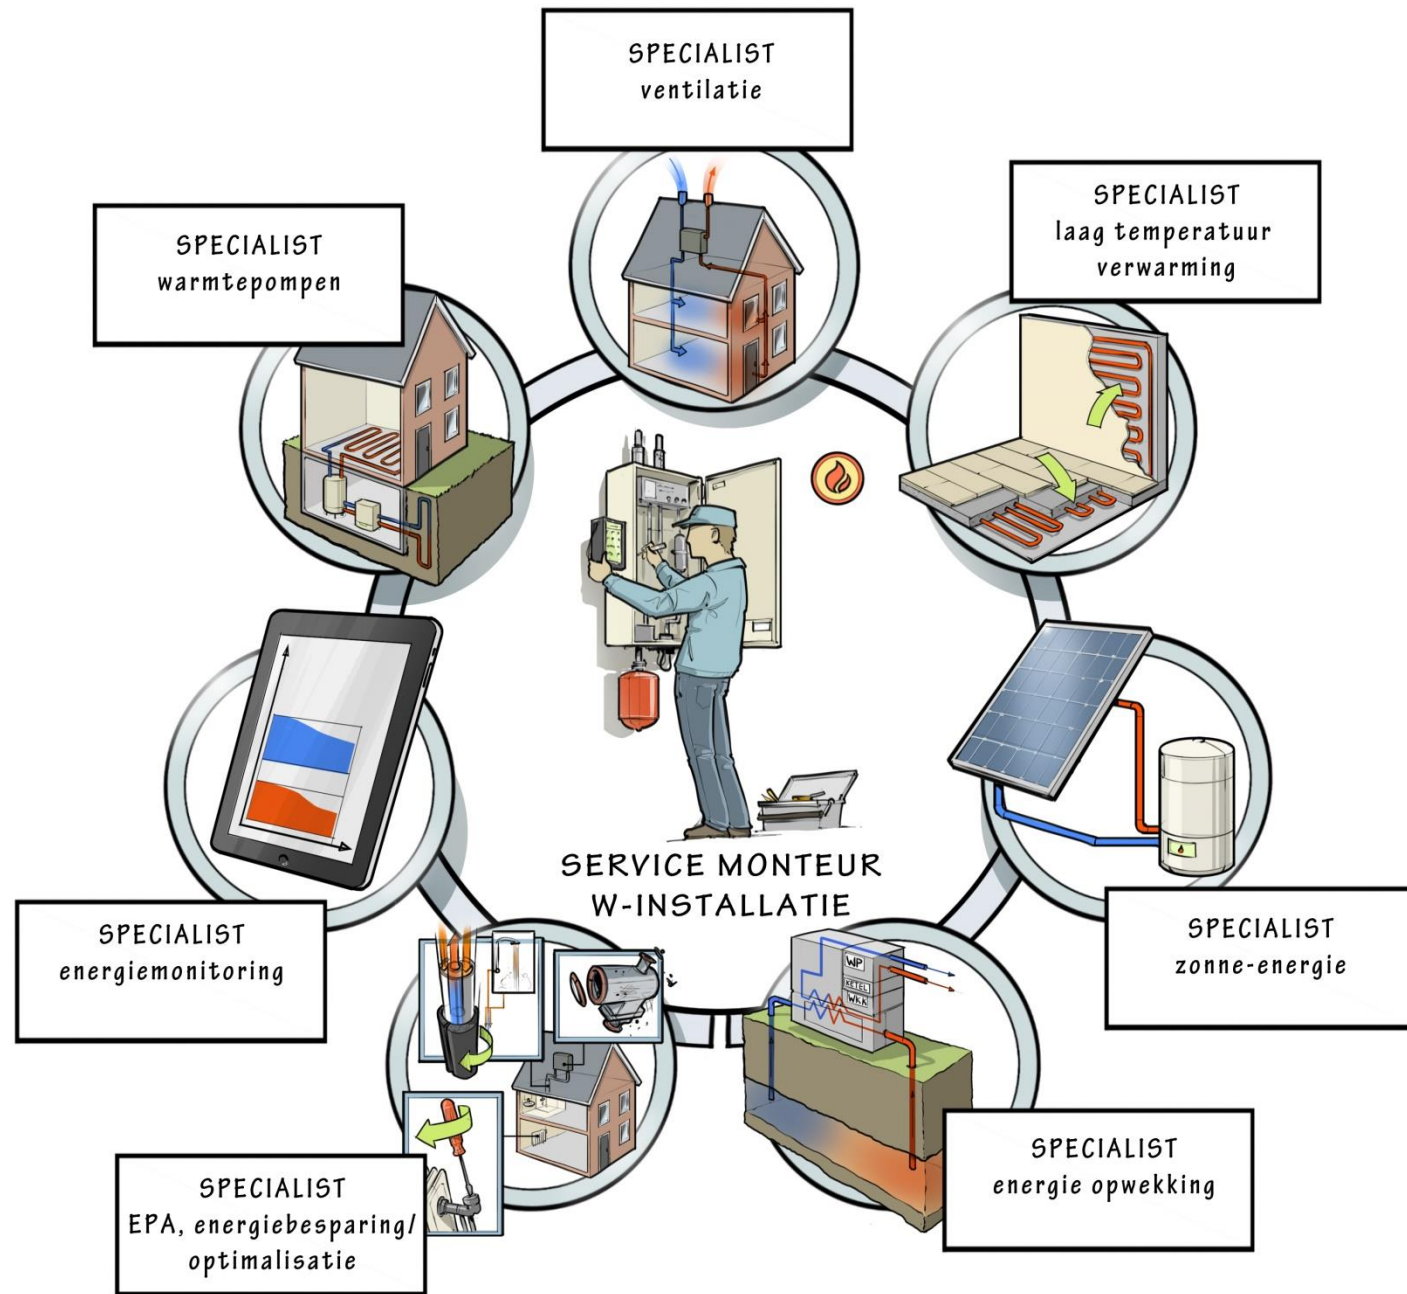 SPECIALIST
ventilatie
SPECIALIST
laag temperatuur
verwarming
SPECIALIST
warmtepompen
SERVICE MONTEUR
W-INSTALLATIE
SPECIALIST
zonne-energie
SPECIALIST
energiemonitoring
WP
KETEL
WKK
SPECIALIST
energie opwekking
SPECIALIST
EPA, energiebesparing/
optimalisatie